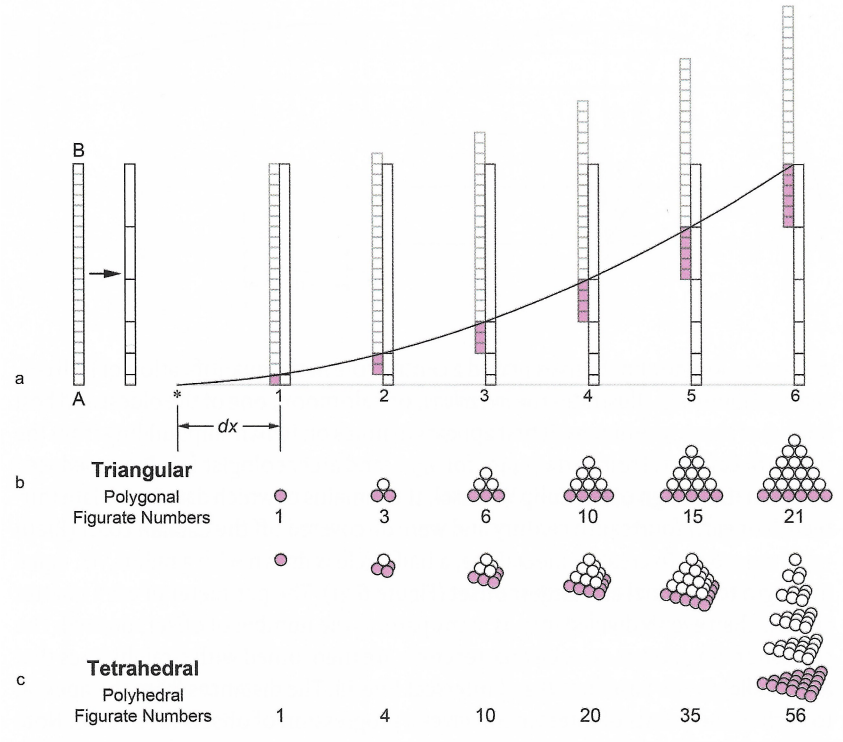 B
a
A
* 1 2 3 4 5 6
dx
b
Triangular
Polygonal
Figurate Numbers 1 3 6 10 15 21
c
Tetrahedral
Polyhedral
Figurate Numbers 1 4 10 20 35 56